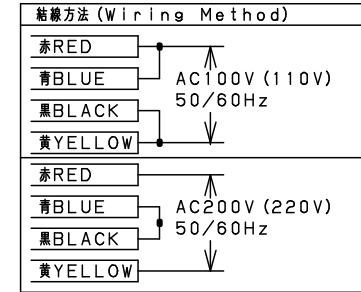 結線方法(Wiring Method)
赤RED
青BLUE
AC100V(110V)
50/60Hz
黒BLACK
黄YELLOW
赤RED
青BLUE
AC200V(220V)
50/60Hz
黒BLACK
黄YELLOW